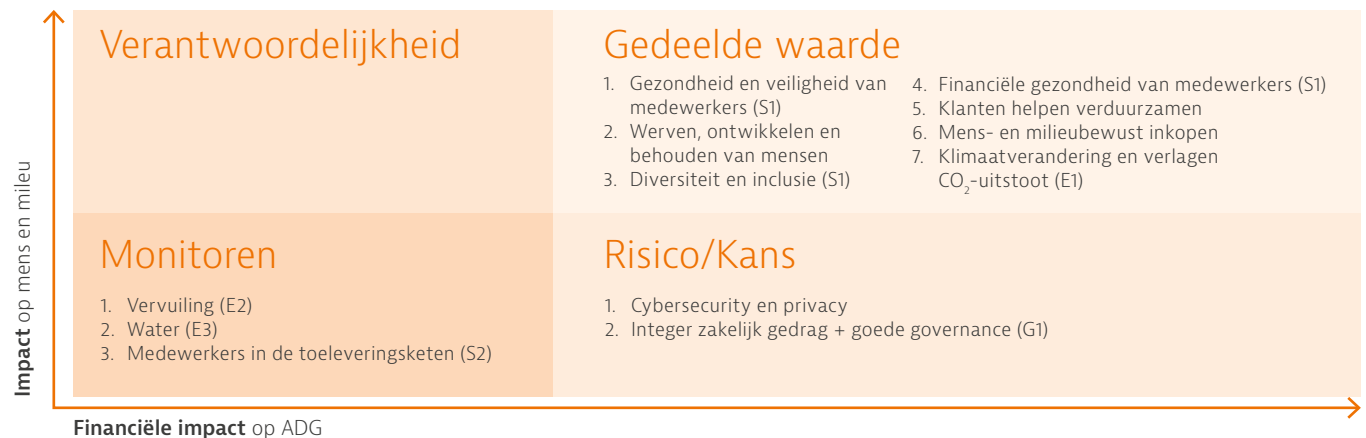 Verantwoordelijkheid
Gedeelde waarde
1. Gezondheid en veiligheid van
medewerkers (S1)
2. Werven, ontwikkelen en
behouden van mensen
3. Diversiteit en inclusie (S1)
4. Financiële gezondheid van medewerkers (S1)
5. Klanten helpen verduurzamen
6. Mens- en milieubewust inkopen
7. Klimaatverandering en verlagen
CO₂-uitstoot (E1)
Impact op mens en mileu
Monitoren
1. Vervuiling (E2)
2. Water (E3)
3. Medewerkers in de toeleveringsketen (S2)
Risico/Kans
1. Cybersecurity en privacy
2. Integer zakelijk gedrag + goede governance (G1)
Financiële impact op ADG